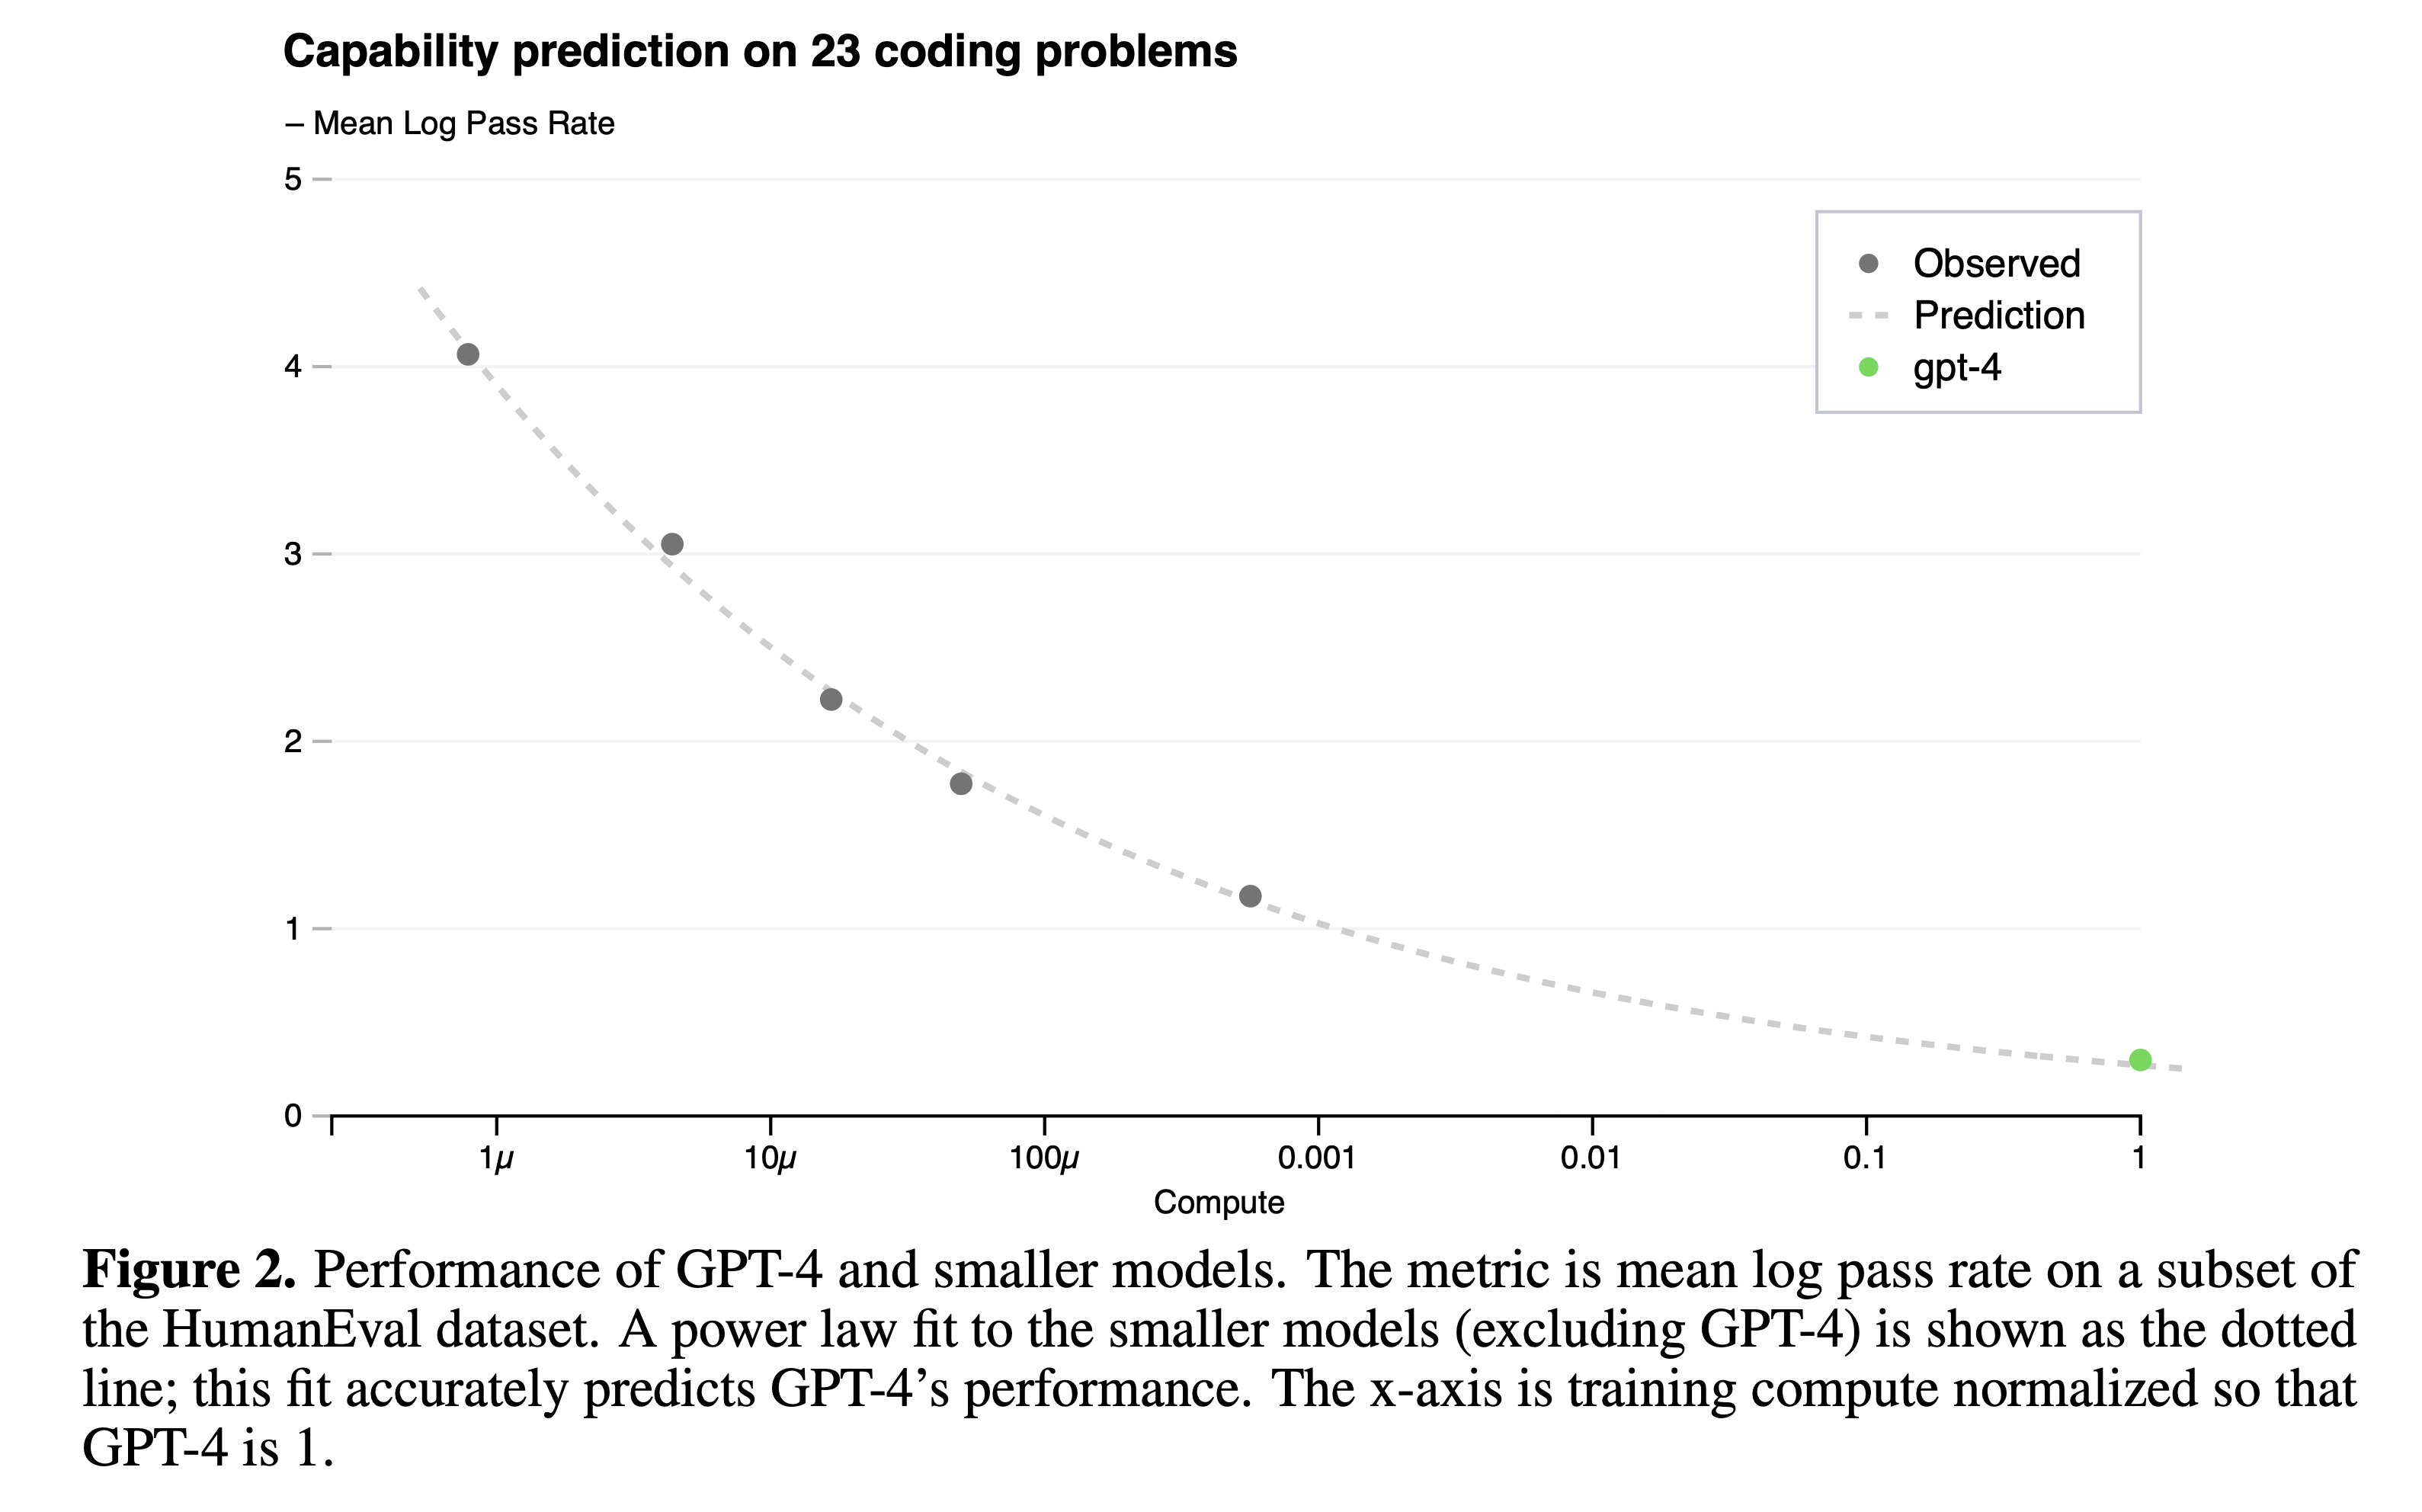 Capability prediction on 23 coding problems
– Mean Log Pass Rate
5
4
3
2
1
0
Observed
Prediction
gpt-4
1µ 10µ 100µ 0.001 0.01 0.1 1
Compute
Figure 2. Performance of GPT-4 and smaller models. The metric is mean log pass rate on a subset of
the HumanEval dataset. A power law fit to the smaller models (excluding GPT-4) is shown as the dotted
line; this fit accurately predicts GPT-4’s performance. The x-axis is training compute normalized so that
GPT-4 is 1.